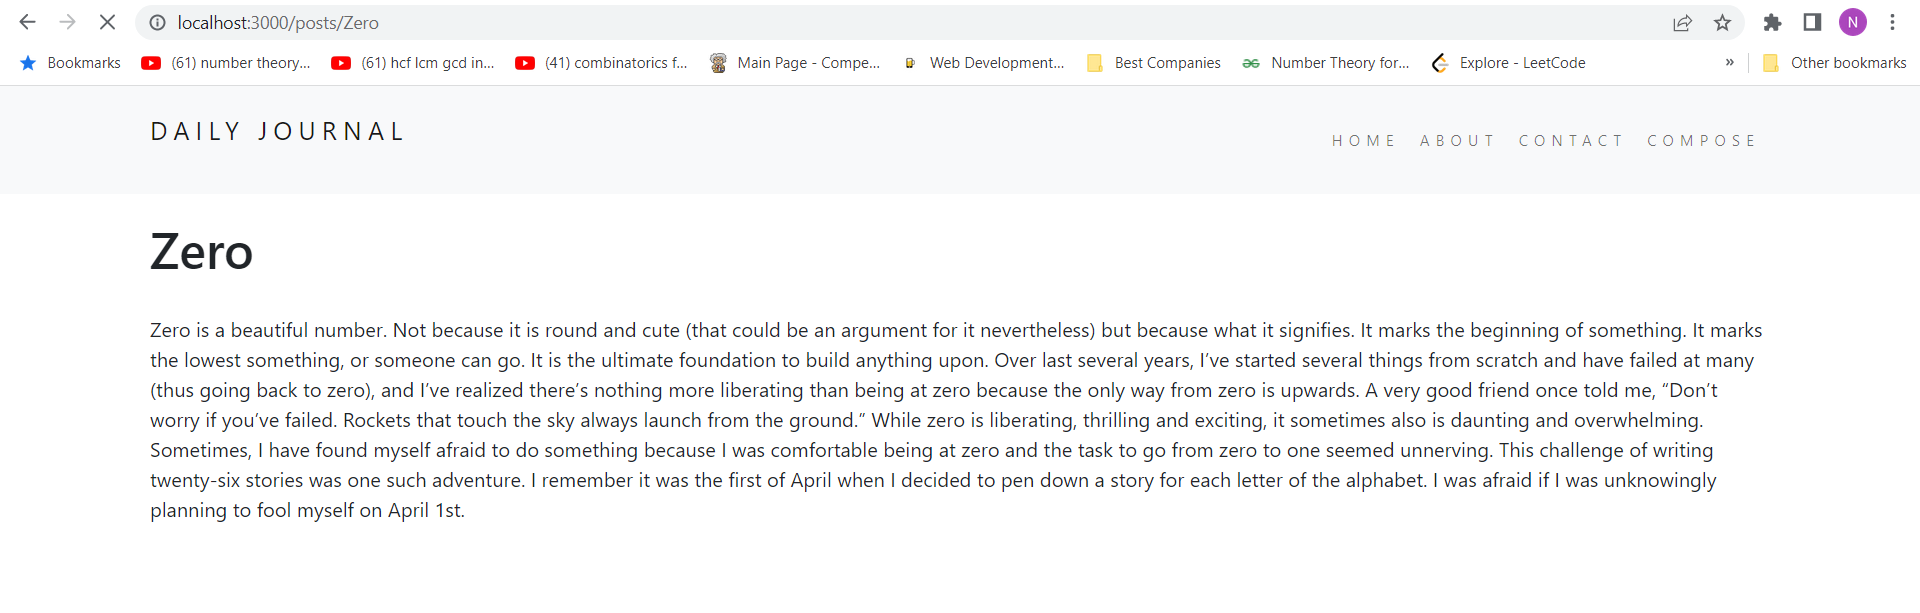 localhost:3000/posts/Zero
N
Bookmarks
(61) number theory...
(61) hcf lcm gcd in...
(41) combinatorics f...
Main Page - Compe...
Web Development...
Best Companies
Number Theory for...
Explore - LeetCode
»
Other bookmarks
DAILY JOURNAL
HOME ABOUT CONTACT COMPOSE
Zero
Zero is a beautiful number. Not because it is round and cute (that could be an argument for it nevertheless) but because what it signifies. It marks the beginning of something. It marks
the lowest something, or someone can go. It is the ultimate foundation to build anything upon. Over last several years, I’ve started several things from scratch and have failed at many
(thus going back to zero), and I’ve realized there’s nothing more liberating than being at zero because the only way from zero is upwards. A very good friend once told me, “Don’t
worry if you’ve failed. Rockets that touch the sky always launch from the ground.” While zero is liberating, thrilling and exciting, it sometimes also is daunting and overwhelming.
Sometimes, I have found myself afraid to do something because I was comfortable being at zero and the task to go from zero to one seemed unnerving. This challenge of writing
twenty-six stories was one such adventure. I remember it was the first of April when I decided to pen down a story for each letter of the alphabet. I was afraid if I was unknowingly
planning to fool myself on April 1st.